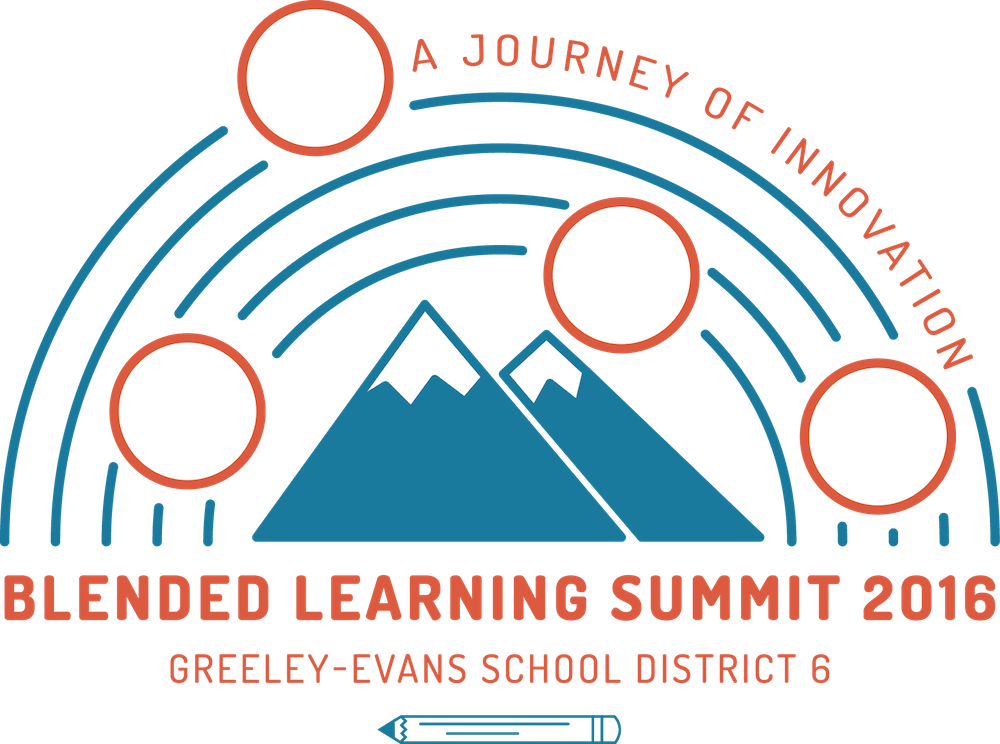 A JOURNEY OF INNOVATION
BLENDED LEARNING SUMMIT 2016
GREELEY-EVANS SCHOOL DISTRICT 6